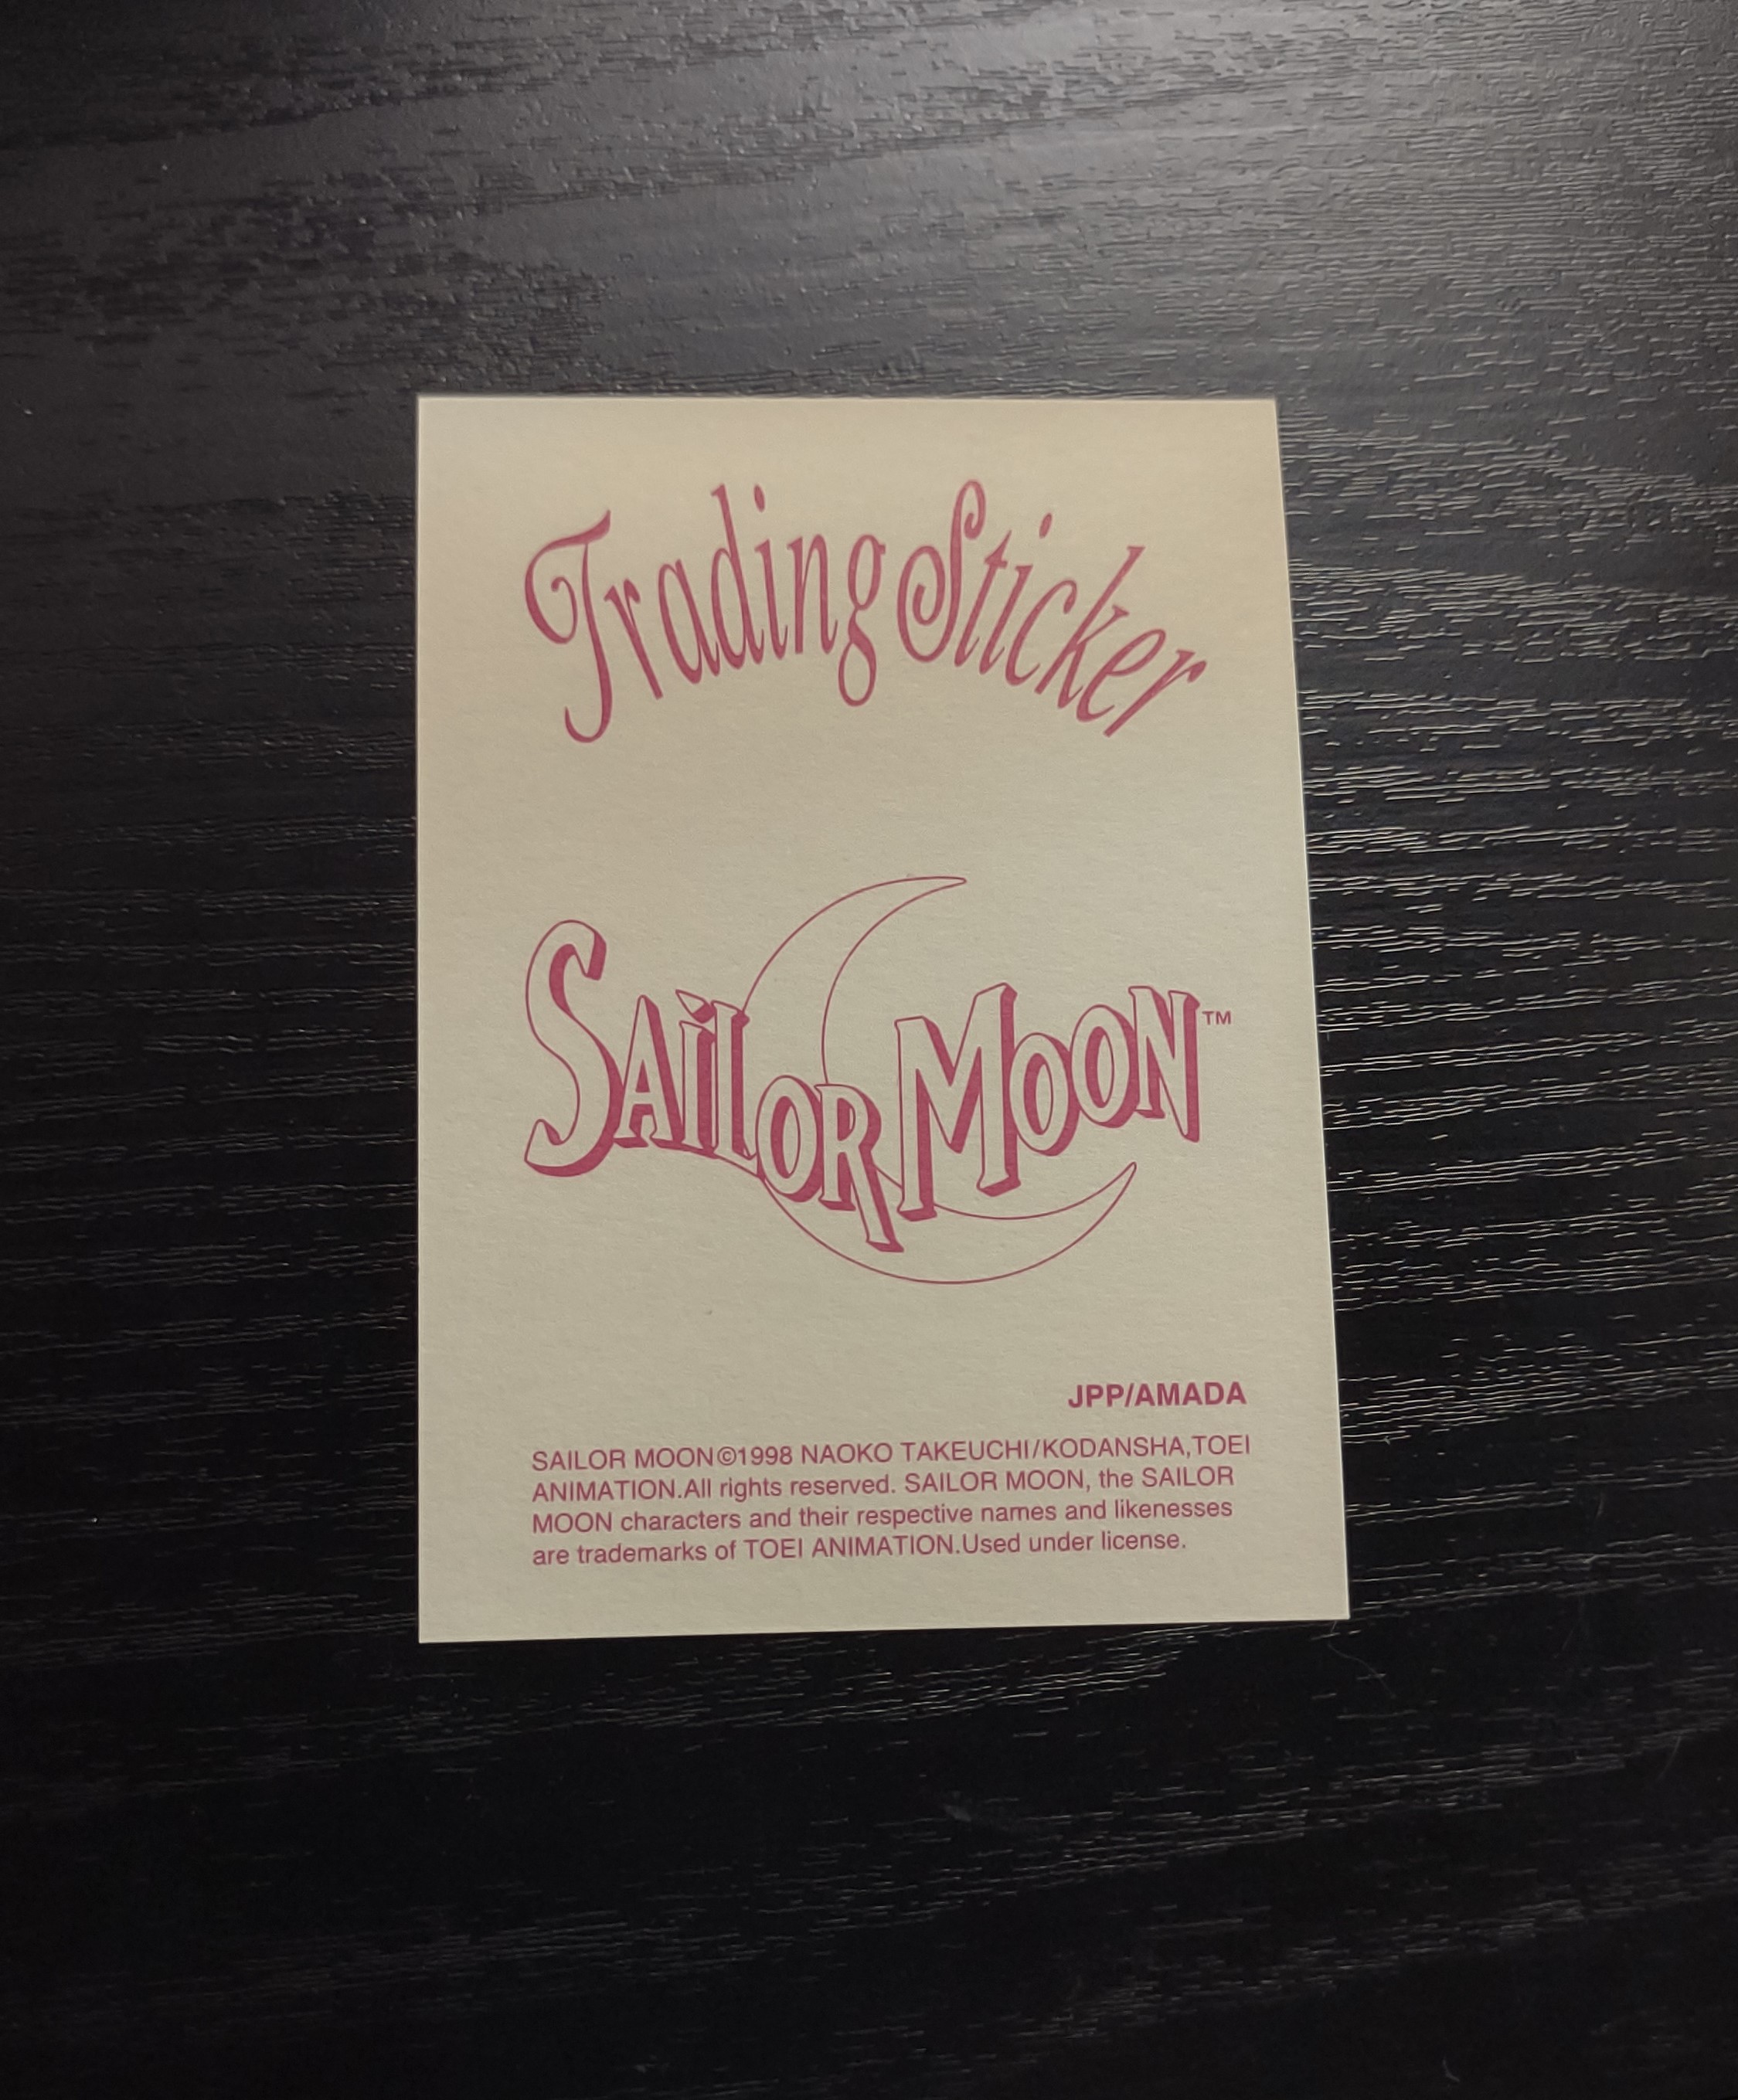 Trading Sticker
SAILOR MOON™
JPP/AMADA
SAILOR MOON©1998 NAOKO TAKEUCHI/KODANSHA,TOEI
ANIMATION.All rights reserved. SAILOR MOON, the SAILOR
MOON characters and their respective names and likenesses
are trademarks of TOEI ANIMATION.Used under license.